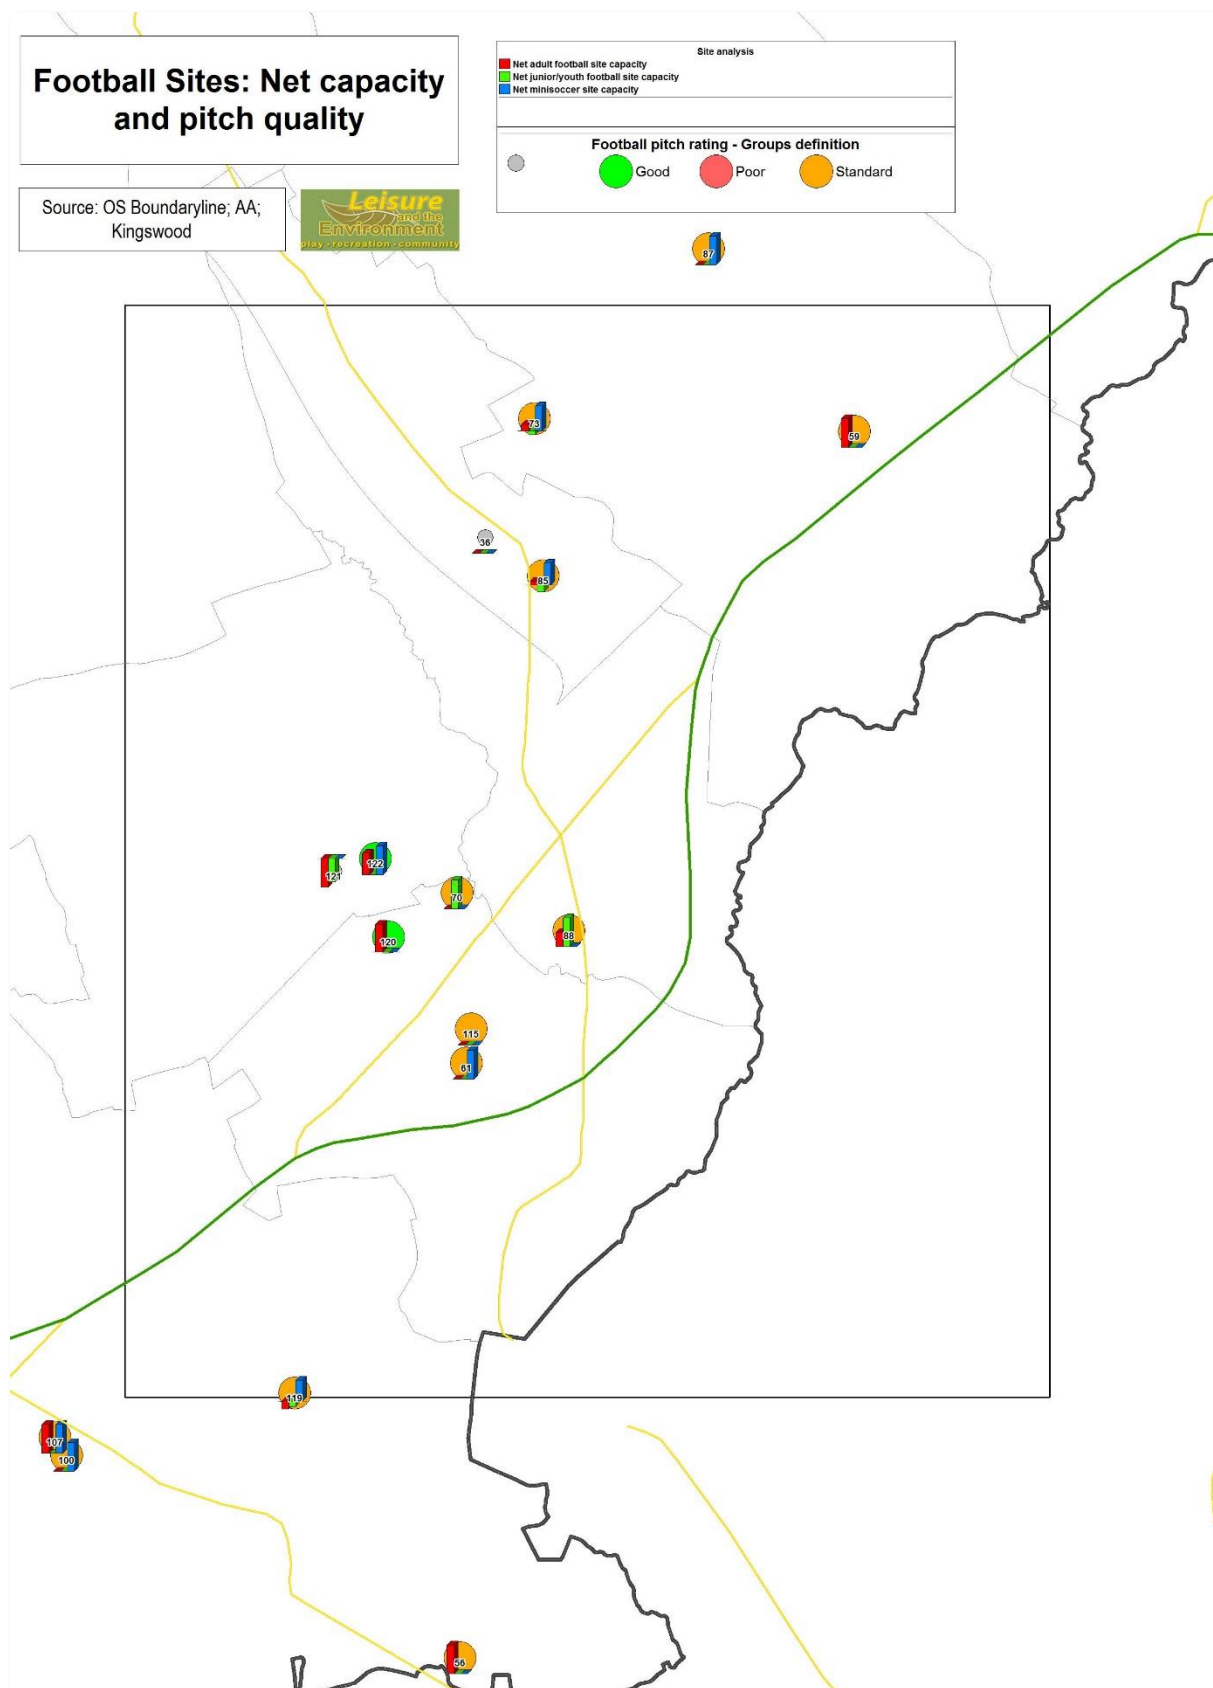 Football Sites: Net capacity
and pitch quality
Site analysis
Net adult football site capacity
Net junior/youth football site capacity
Net minisoccer site capacity
Football pitch rating - Groups definition
Good
Poor
Standard
Source: OS Boundaryline; AA;
Kingswood
Leisure
and the
Environment
play • recreation • community
87
73
59
36
85
122
121
70
88
120
115
61
119
107
100
56